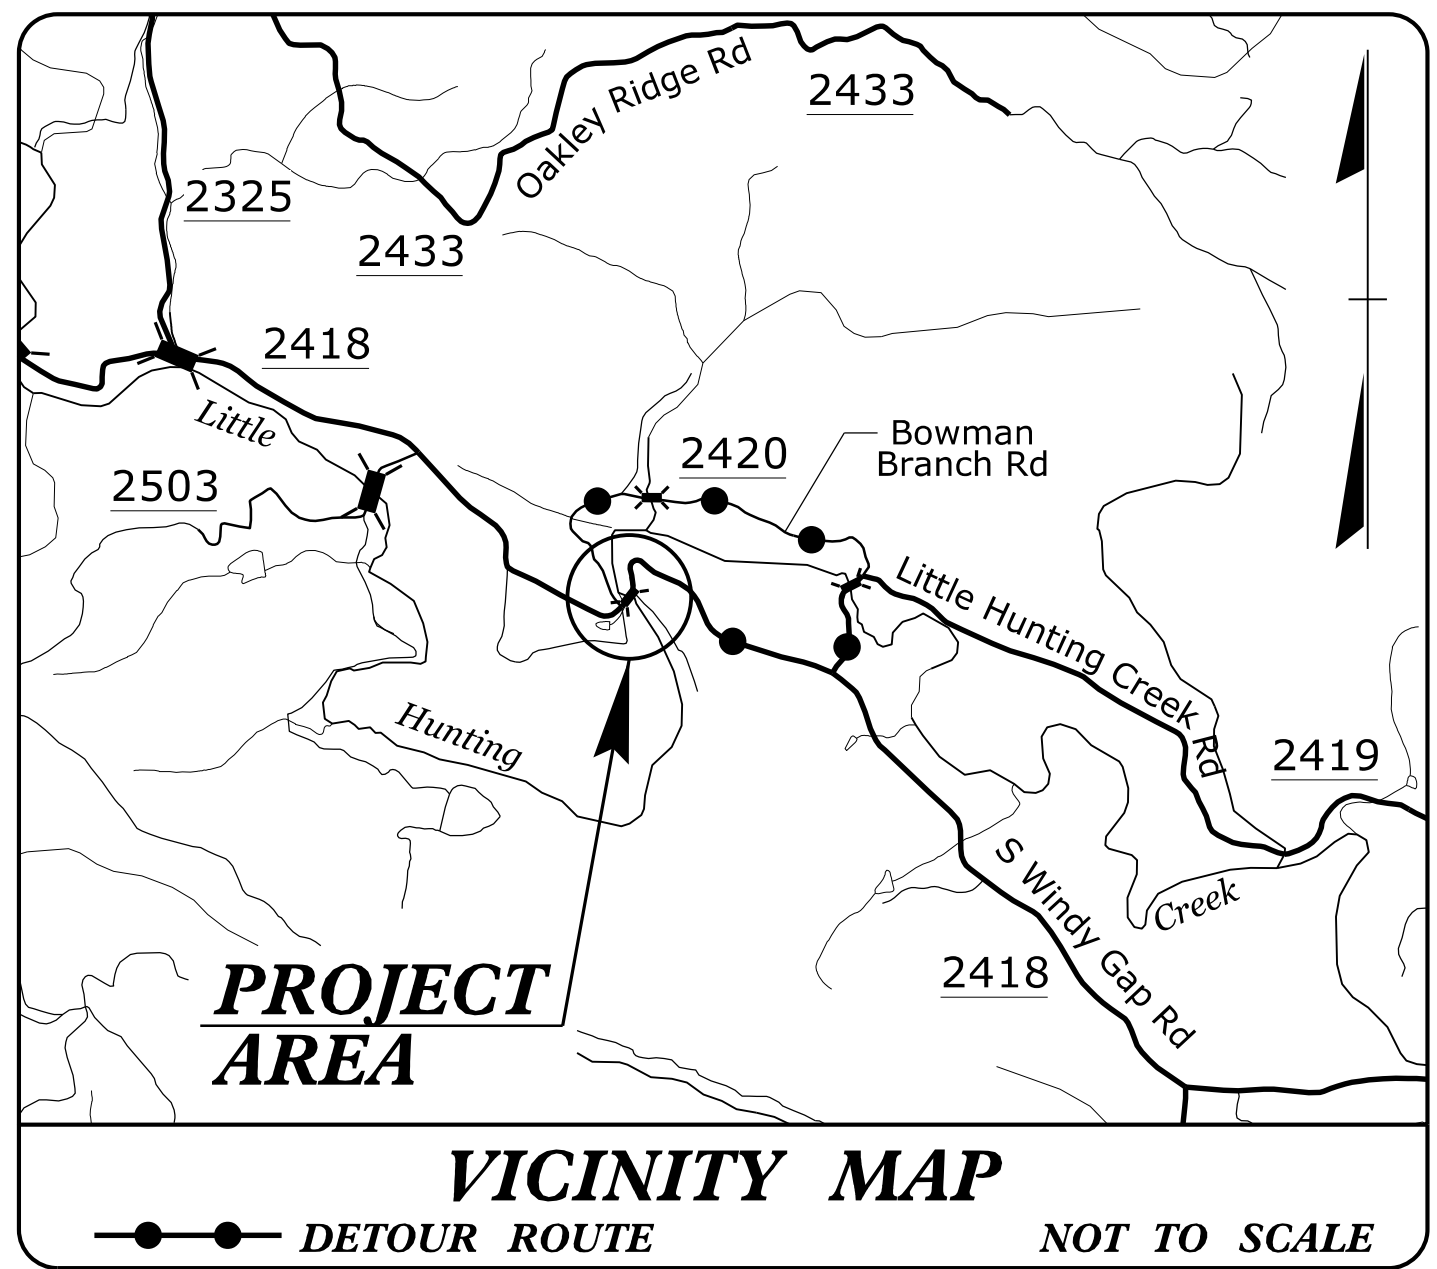 Oakley Ridge Rd
2433
2325
2433
2418
Little
2420
Bowman
Branch Rd
2503
Little Hunting Creek Rd
Hunting
2419
S Windy Gap Rd
Creek
2418
PROJECT
AREA
VICINITY MAP
DETOUR ROUTE
NOT TO SCALE